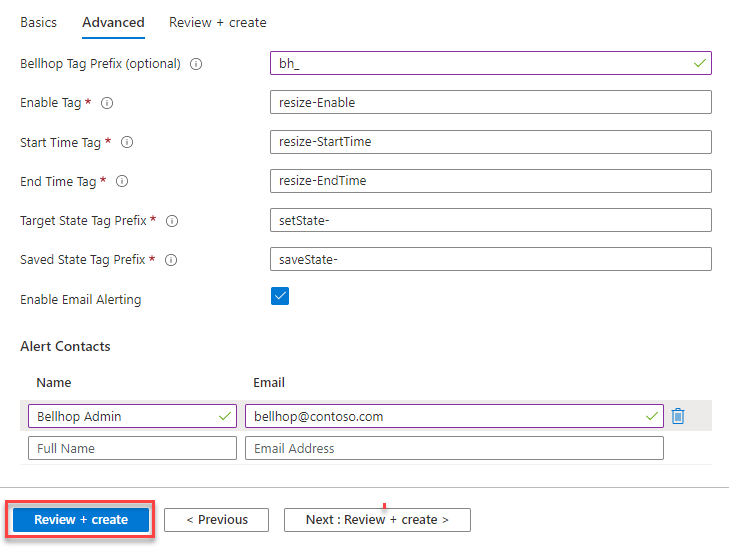 Basics Advanced Review + create
Bellhop Tag Prefix (optional) bh_
Enable Tag * resize-Enable
Start Time Tag * resize-StartTime
End Time Tag * resize-EndTime
Target State Tag Prefix * setState-
Saved State Tag Prefix * saveState-
Enable Email Alerting
Alert Contacts
Name Email
Bellhop Admin bellhop@contoso.com
Full Name Email Address
Review + create < Previous Next : Review + create >